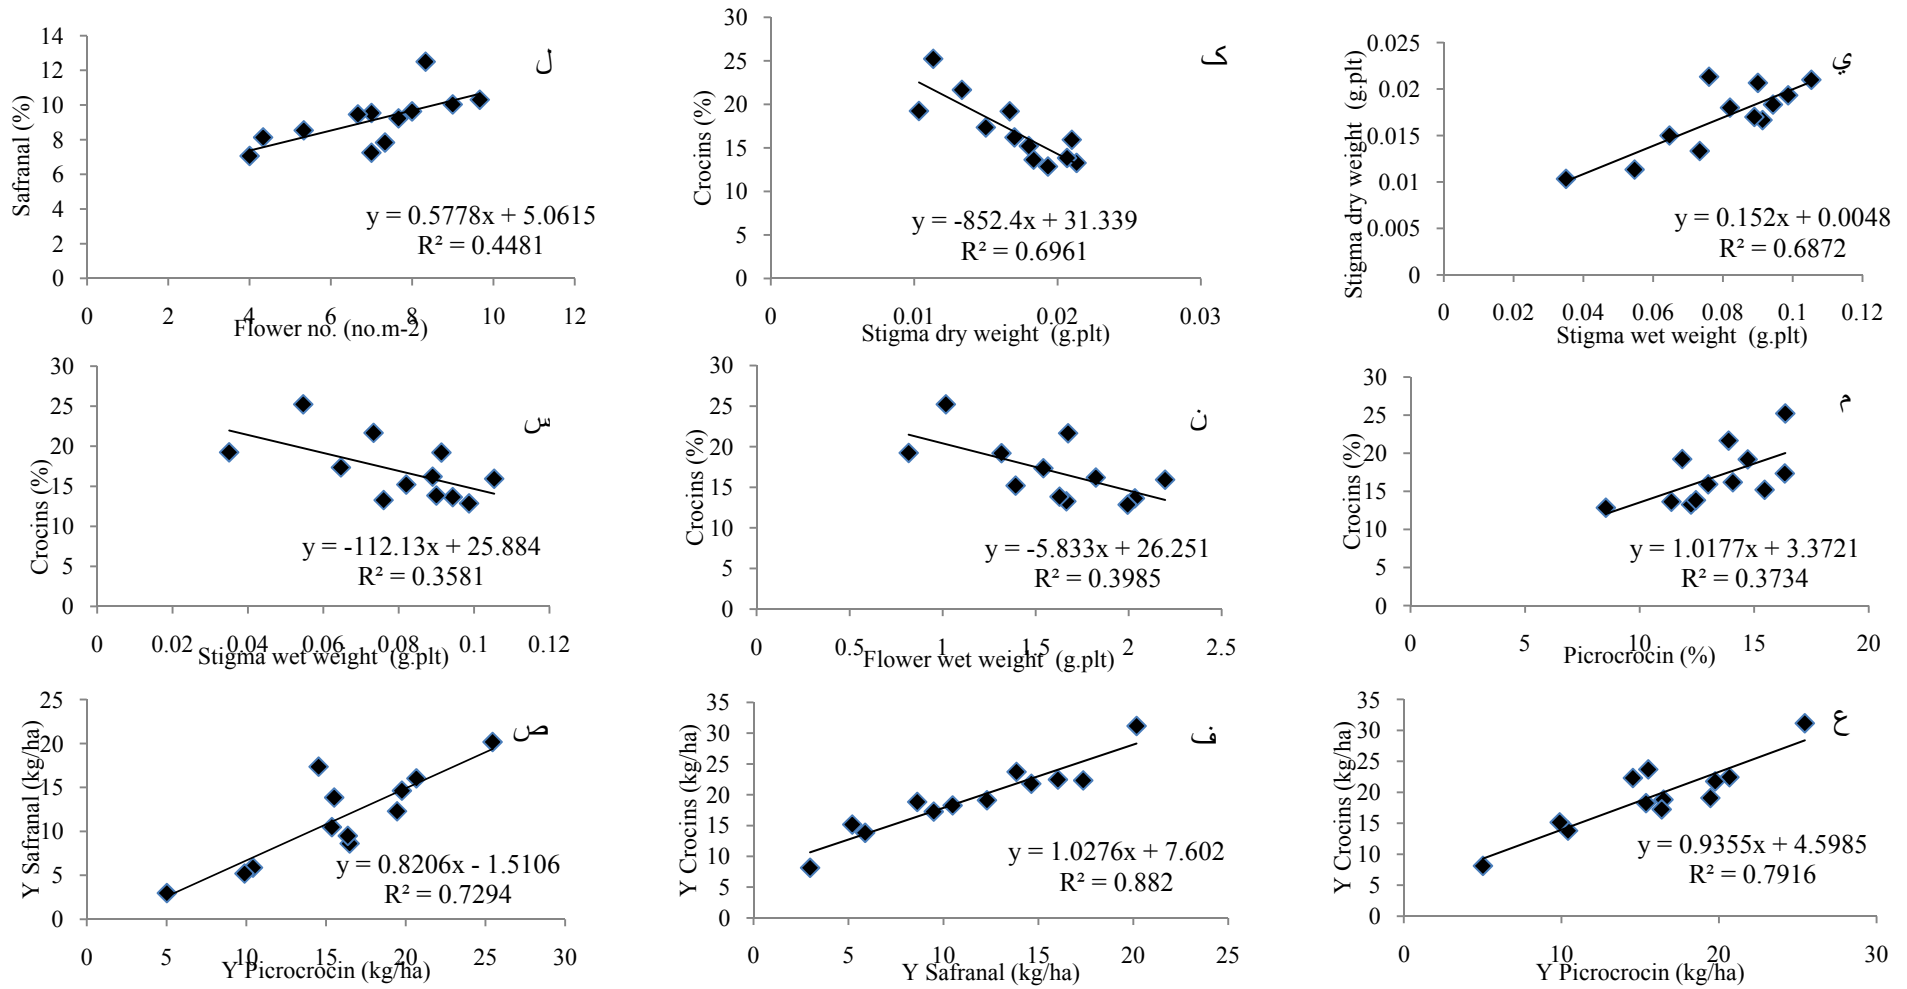 ل
Safranal (%)
14
12
10
8
6
4
2
0
y = 0.5778x + 5.0615
R² = 0.4481
0 2 4 6 8 10 12
Flower no. (no.m-2)
ک
Crocins (%)
30
25
20
15
10
5
0
y = -852.4x + 31.339
R² = 0.6961
0 0.01 0.02 0.03
Stigma dry weight (g.plt)
ي
Stigma dry weight (g.plt)
0.025
0.02
0.015
0.01
0.005
0
y = 0.152x + 0.0048
R² = 0.6872
0 0.02 0.04 0.06 0.08 0.1 0.12
Stigma wet weight (g.plt)
س
Crocins (%)
30
25
20
15
10
5
0
y = -112.13x + 25.884
R² = 0.3581
0 0.02 0.04 0.06 0.08 0.1 0.12
Stigma wet weight (g.plt)
ن
Crocins (%)
30
25
20
15
10
5
0
y = -5.833x + 26.251
R² = 0.3985
0 0.5 1 1.5 2 2.5
Flower wet weight (g.plt)
م
Crocins (%)
30
25
20
15
10
5
0
y = 1.0177x + 3.3721
R² = 0.3734
0 5 10 15 20
Picrocrocin (%)
ص
Y Safranal (kg/ha)
25
20
15
10
5
0
y = 0.8206x - 1.5106
R² = 0.7294
0 5 10 15 20 25 30
Y Picrocrocin (kg/ha)
ف
Y Crocins (kg/ha)
35
30
25
20
15
10
5
0
y = 1.0276x + 7.602
R² = 0.882
0 5 10 15 20 25
Y Safranal (kg/ha)
ع
Y Crocins (kg/ha)
35
30
25
20
15
10
5
0
y = 0.9355x + 4.5985
R² = 0.7916
0 10 20 30
Y Picrocrocin (kg/ha)